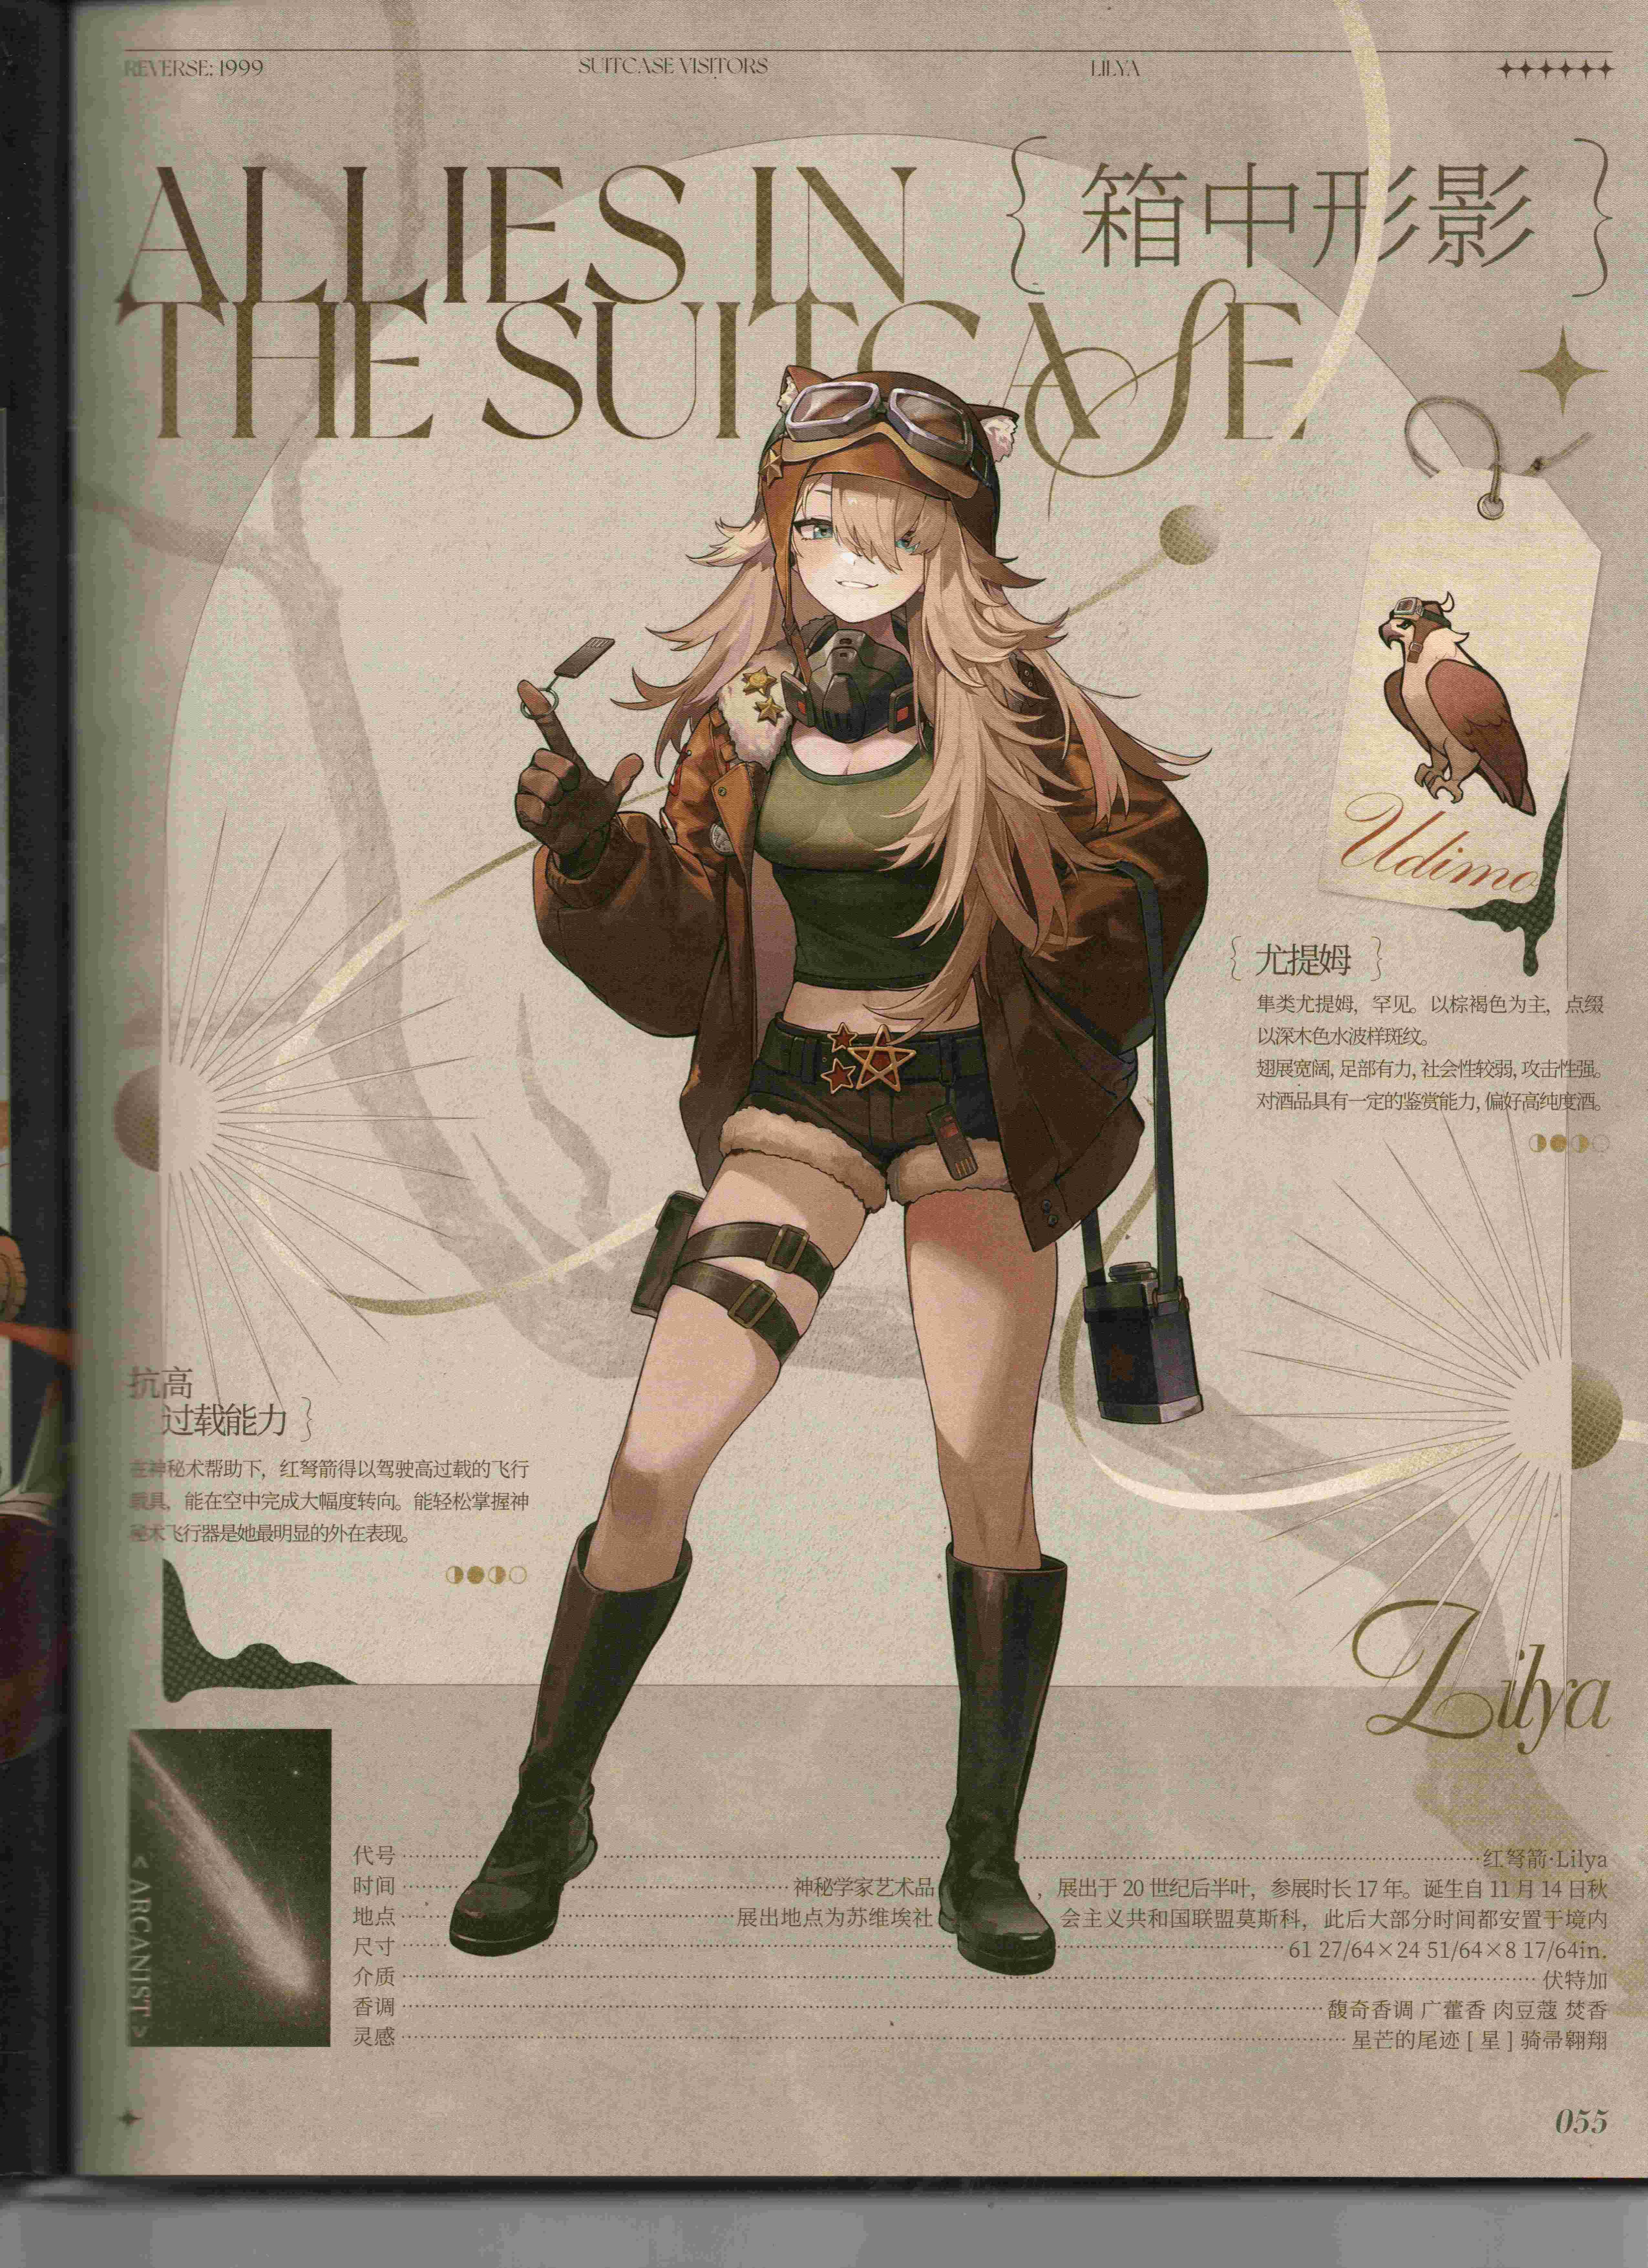 REVERSE: 1999
SUITCASE VISITORS
LILYA
ALLIES IN
THE SUITCASE
{箱中形影}
Udimo
{尤提姆}
隼类尤提姆，罕见。以棕褐色为主，点缀
以深木色水波样斑纹。
翅展宽阔，足部有力，社会性较弱，攻击性强。
对酒品具有一定的鉴赏能力，偏好高纯度酒。
抗高
过载能力}
在神秘术帮助下，红弩箭得以驾驶高过载的飞行
载具，能在空中完成大幅度转向。能轻松掌握神
秘术飞行器是她最明显的外在表现。
Lilya
<ARCANIST>
代号 红弩箭·Lilya
时间 神秘学家艺术品，展出于 20 世纪后半叶，参展时长 17 年。诞生自 11 月 14 日秋
地点 展出地点为苏维埃社会主义共和国联盟莫斯科，此后大部分时间都安置于境内
尺寸 61 27/64×24 51/64×8 17/64in.
介质 伏特加
香调 馥奇香调 广藿香 肉豆蔻 焚香
灵感 星芒的尾迹 [ 星 ] 骑帚翱翔
055